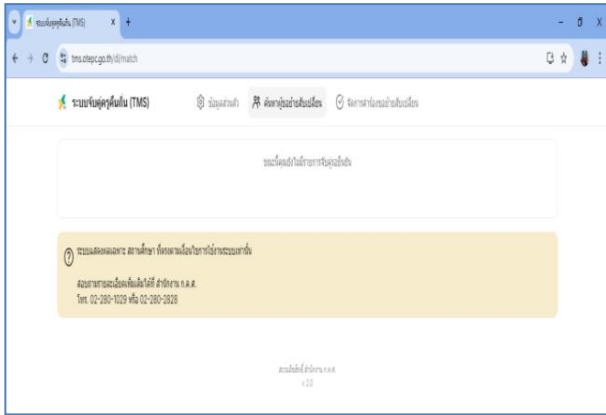 ระบบจับคู่ครูคืนถิ่น (TMS)
tms.otepc.go.th/d/match
ระบบจับคู่ครูคืนถิ่น (TMS)
ข้อมูลส่วนตัว
ค้นหาคู่ขอย้ายสับเปลี่ยน
จัดการคำร้องขอย้ายสับเปลี่ยน
ขณะนี้คุณยังไม่มีรายการจับคู่รอยืนยัน
ระบบแสดงผลเฉพาะ สถานศึกษา ที่ตรงตามเงื่อนไขการใช้งานระบบเท่านั้น
สอบถามรายละเอียดเพิ่มเติมได้ที่ สำนักงาน ก.ค.ศ.
โทร. 02-280-1029 หรือ 02-280-2828
สงวนลิขสิทธิ์ สำนักงาน ก.ค.ศ.
v 2.0